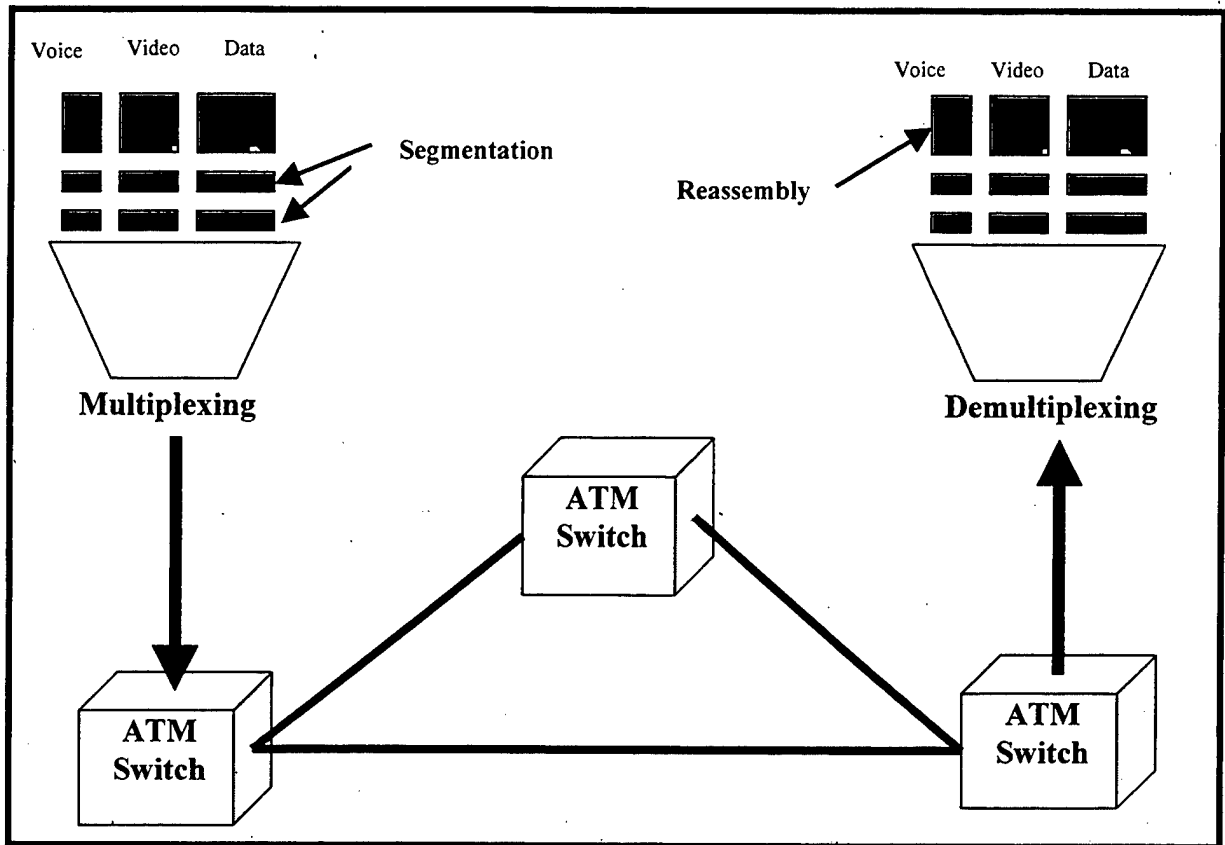 Voice Video Data
Voice Video Data
Segmentation
Reassembly
Multiplexing
Demultiplexing
ATM
Switch
ATM
Switch
ATM
Switch